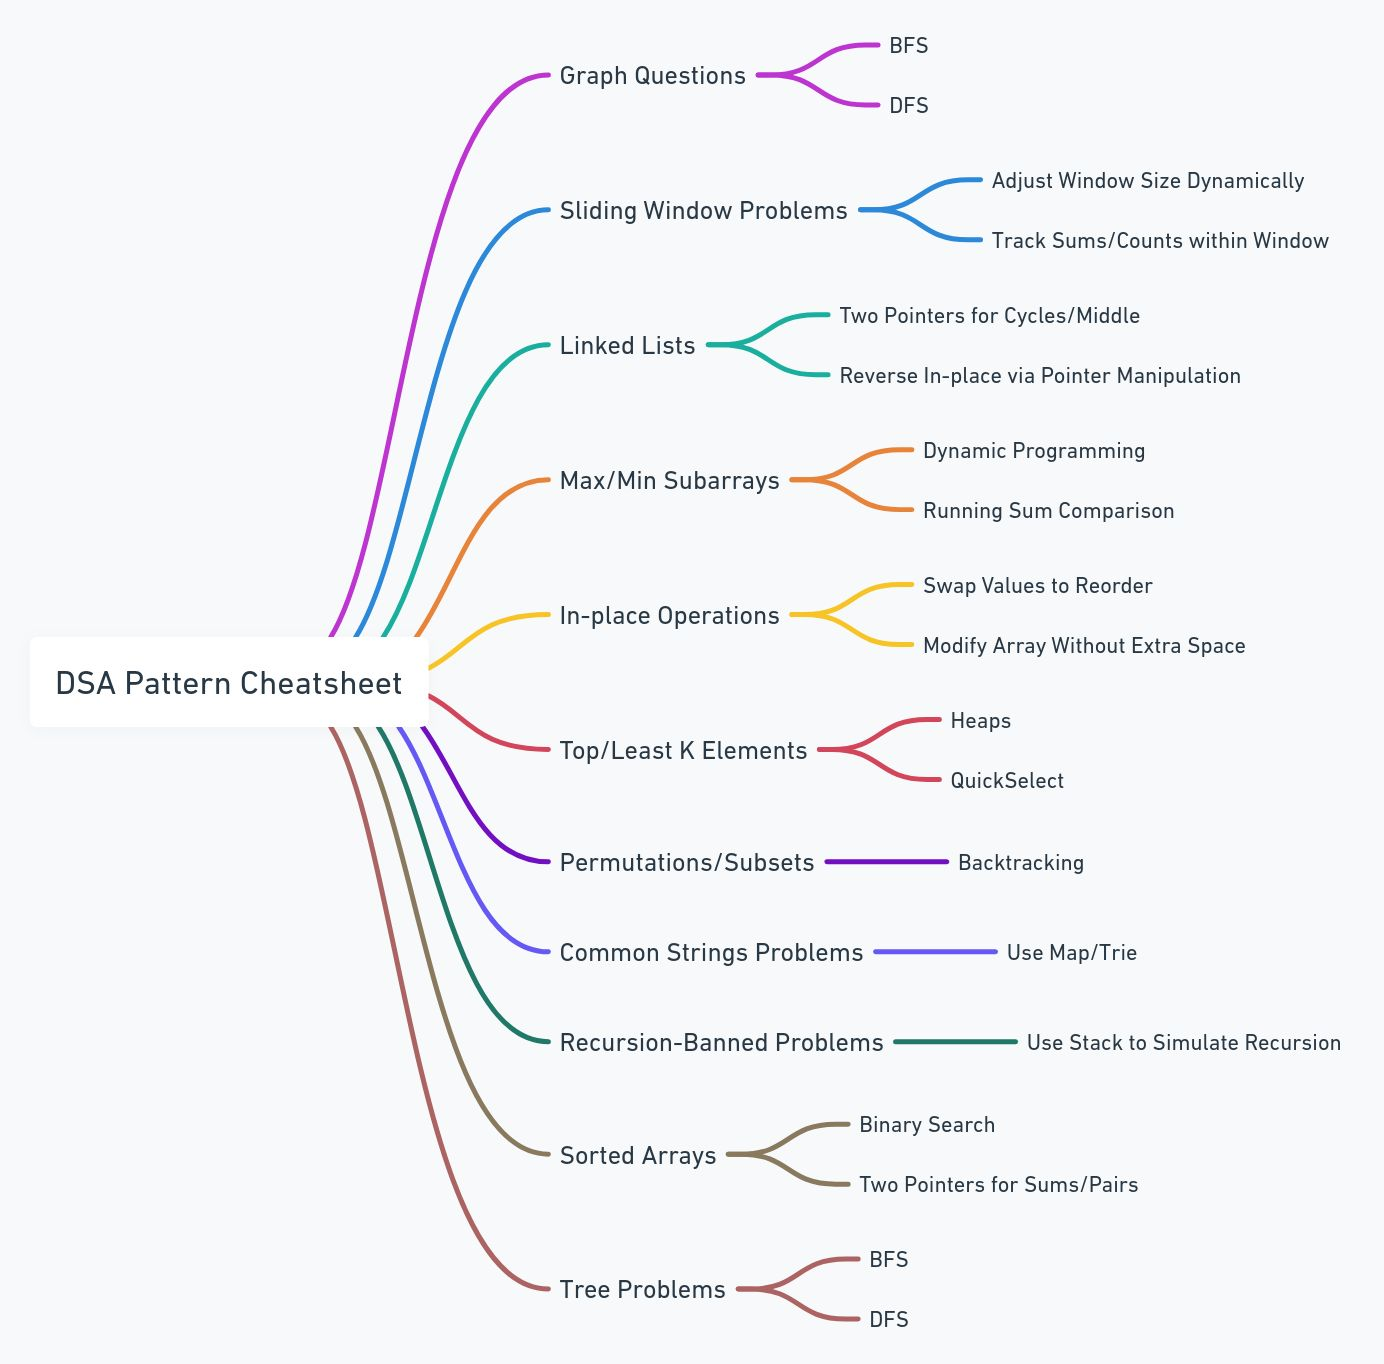 DSA Pattern Cheatsheet
Graph Questions
BFS
DFS
Sliding Window Problems
Adjust Window Size Dynamically
Track Sums/Counts within Window
Linked Lists
Two Pointers for Cycles/Middle
Reverse In-place via Pointer Manipulation
Max/Min Subarrays
Dynamic Programming
Running Sum Comparison
In-place Operations
Swap Values to Reorder
Modify Array Without Extra Space
Top/Least K Elements
Heaps
QuickSelect
Permutations/Subsets
Backtracking
Common Strings Problems
Use Map/Trie
Recursion-Banned Problems
Use Stack to Simulate Recursion
Sorted Arrays
Binary Search
Two Pointers for Sums/Pairs
Tree Problems
BFS
DFS